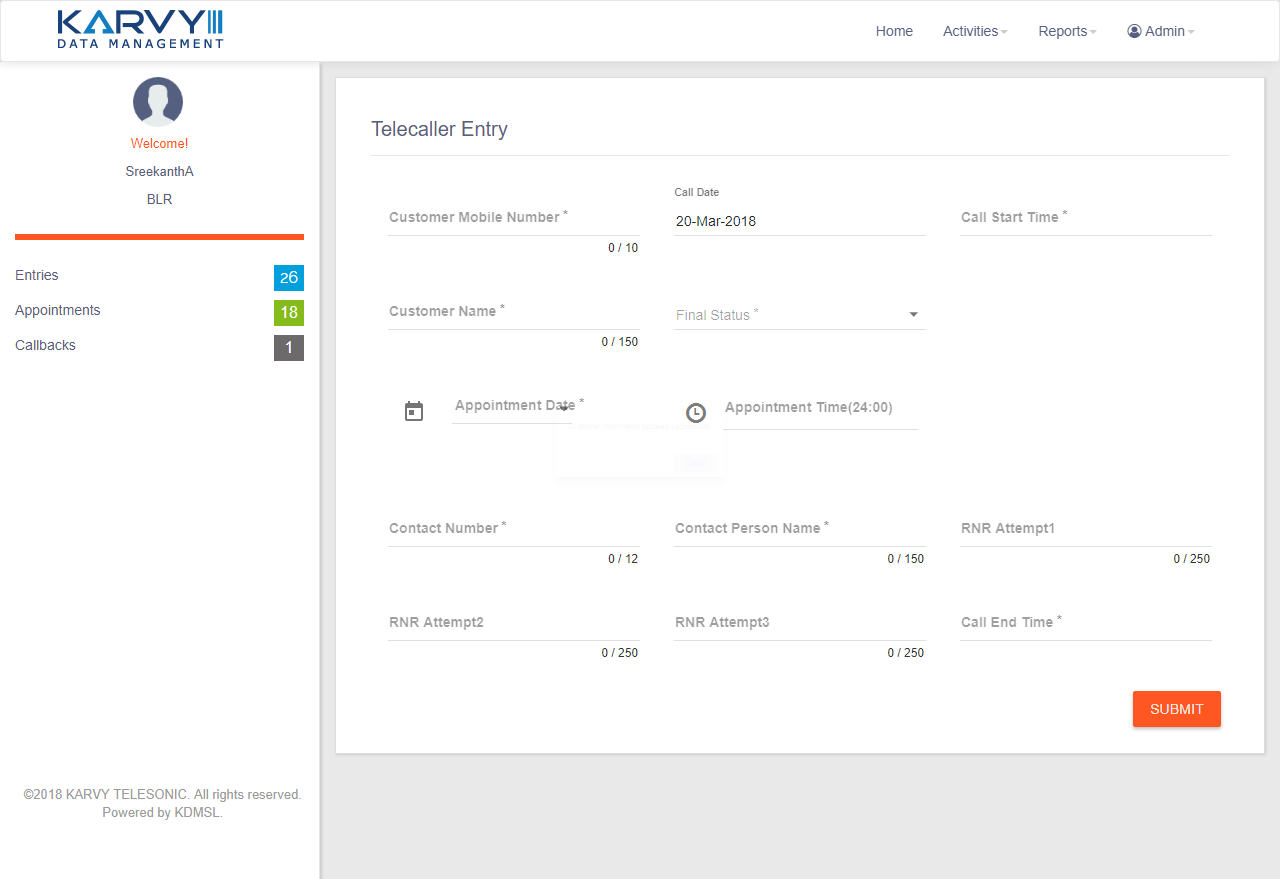 KARVY
DATA MANAGEMENT
Home Activities Reports Admin
Welcome!
SreekanthA
BLR
Entries 26
Appointments 18
Callbacks 1
©2018 KARVY TELESONIC. All rights reserved.
Powered by KDMSL.
Telecaller Entry
Call Date
Customer Mobile Number * 20-Mar-2018 Call Start Time *
0 / 10
Customer Name * Final Status *
0 / 150
Appointment Date * Appointment Time(24:00)
Contact Number * Contact Person Name * RNR Attempt1
0 / 12 0 / 150 0 / 250
RNR Attempt2 RNR Attempt3 Call End Time *
0 / 250 0 / 250
SUBMIT